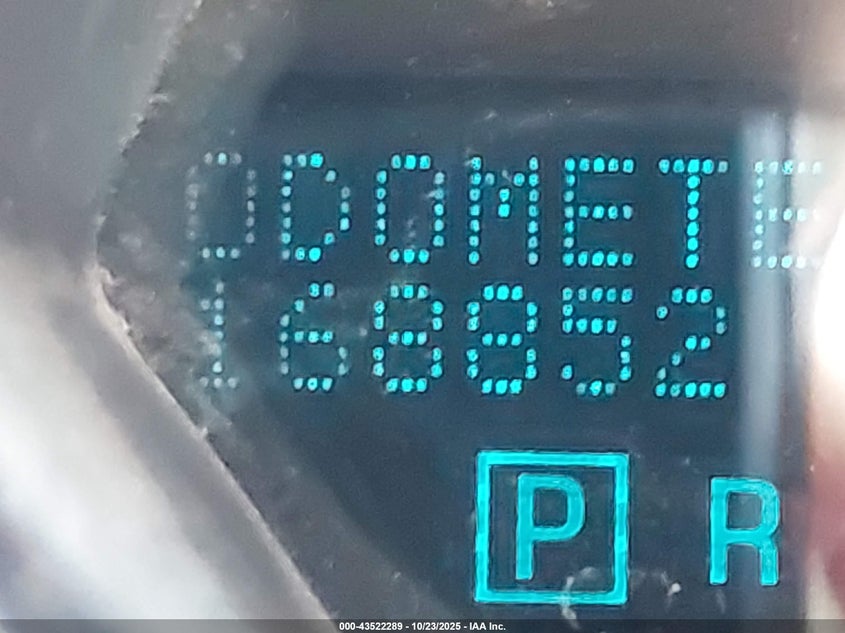 ODOMETE
168852
P R
000-43522289 - 10/23/2025 - IAA Inc.